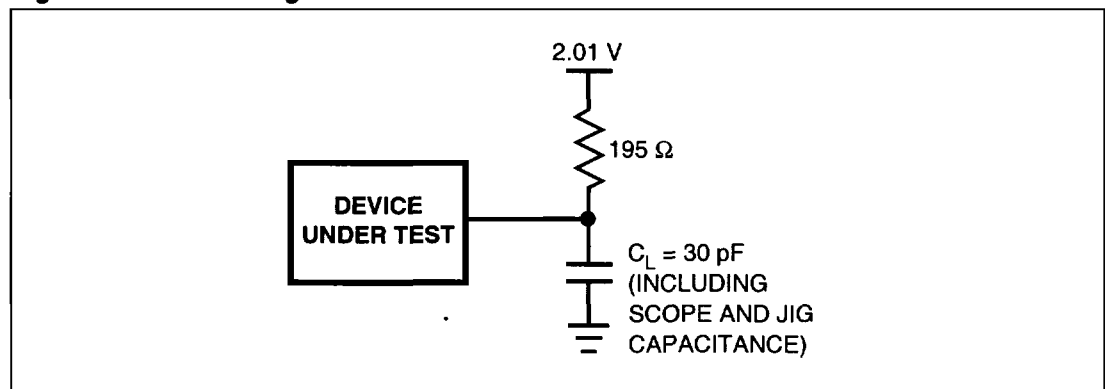 2.01 V
195 Ω
DEVICE
UNDER TEST
C_L = 30 pF
(INCLUDING
SCOPE AND JIG
CAPACITANCE)